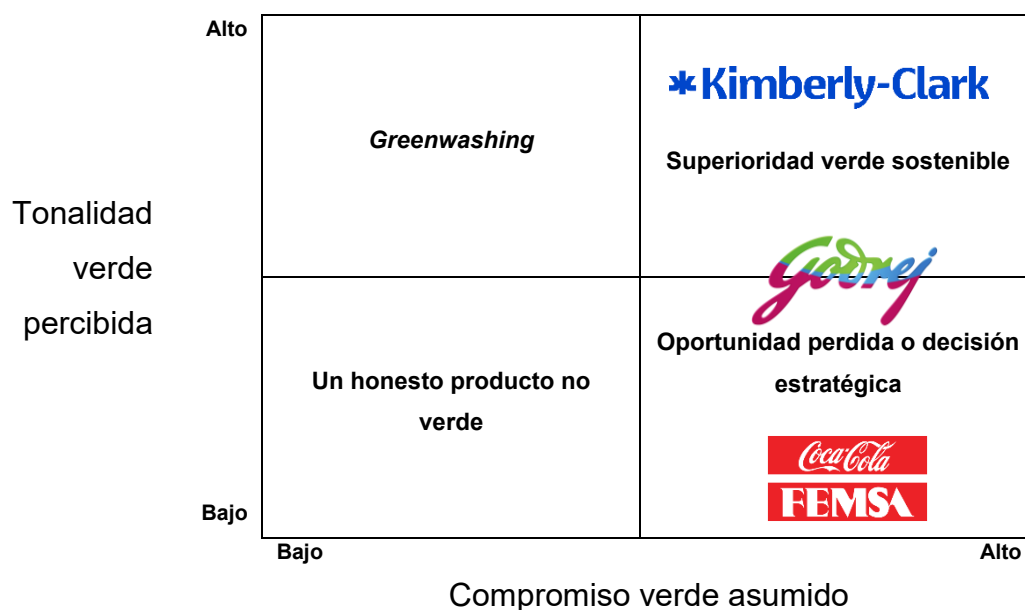 Alto
Kimberly-Clark
Greenwashing
Superioridad verde sostenible
Tonalidad
verde
percibida
Godrej
Oportunidad perdida o decisión
estratégica
Un honesto producto no
verde
Coca-Cola
FEMSA
Bajo
Bajo
Alto
Compromiso verde asumido